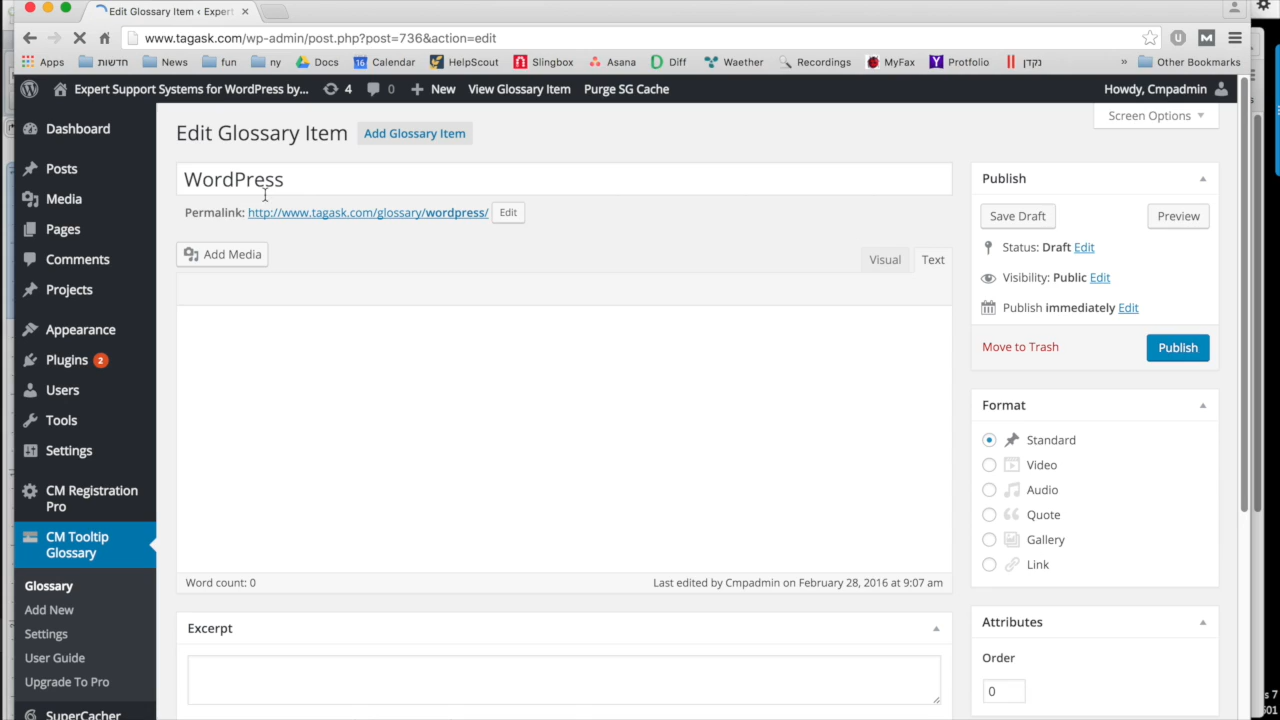 Edit Glossary Item ‹ Expert
www.tagask.com/wp-admin/post.php?post=736&action=edit
Apps חדשות News fun ny Docs 16 Calendar HelpScout Slingbox Asana Diff Waether Recordings MyFax Protfolio נקדן » Other Bookmarks
Expert Support Systems for WordPress by... 4 0 New View Glossary Item Purge SG Cache Howdy, Cmpadmin
Screen Options
Edit Glossary Item Add Glossary Item
WordPress
Permalink: http://www.tagask.com/glossary/wordpress/ Edit
Add Media
Visual Text
Word count: 0 Last edited by Cmpadmin on February 28, 2016 at 9:07 am
Excerpt
Dashboard
Posts
Media
Pages
Comments
Projects
Appearance
Plugins 2
Users
Tools
Settings
CM Registration
Pro
CM Tooltip
Glossary
Glossary
Add New
Settings
User Guide
Upgrade To Pro
SuperCacher
Publish
Save Draft Preview
Status: Draft Edit
Visibility: Public Edit
Publish immediately Edit
Move to Trash Publish
Format
Standard
Video
Audio
Quote
Gallery
Link
Attributes
Order
0